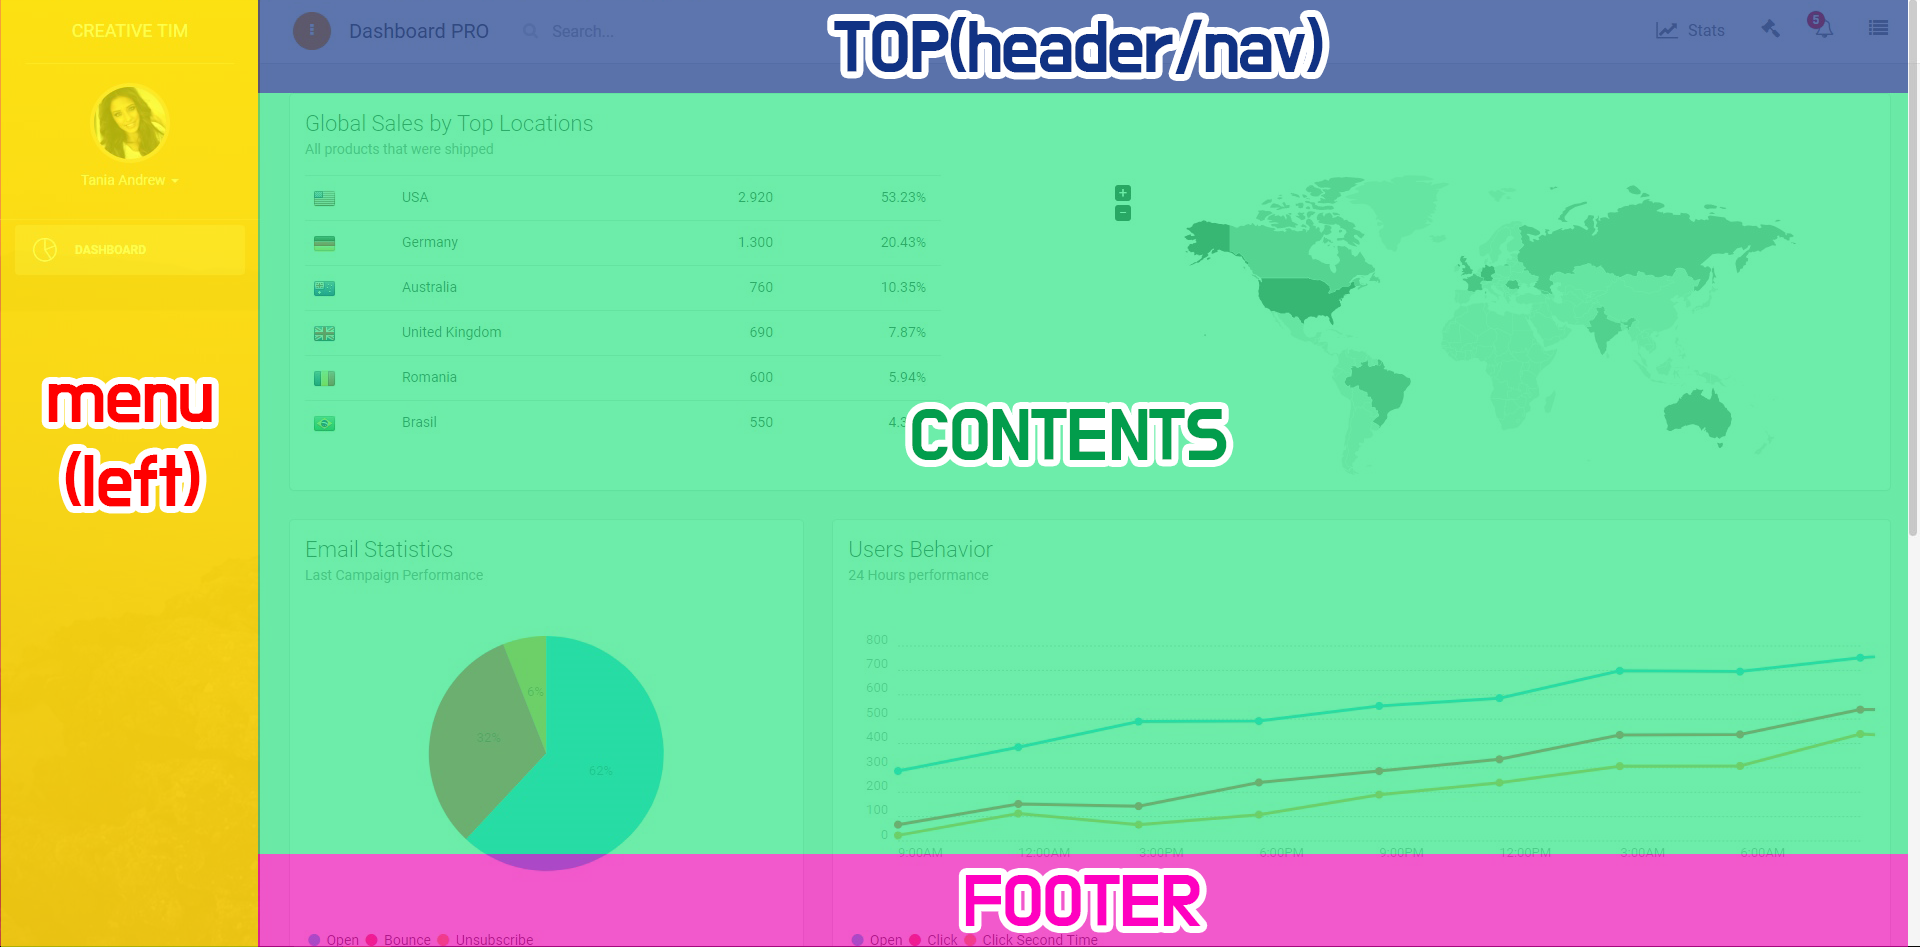 CREATIVE TIM
Tania Andrew
DASHBOARD
menu
(left)
Dashboard PRO
Search...
TOP(header/nav)
Stats
5
Global Sales by Top Locations
All products that were shipped
USA 2.920 53.23%
Germany 1.300 20.43%
Australia 760 10.35%
United Kingdom 690 7.87%
Romania 600 5.94%
Brasil 550
+
−
CONTENTS
Email Statistics
Last Campaign Performance
6%
32%
62%
Users Behavior
24 Hours performance
800
700
600
500
400
300
200
100
0
9:00AM 12:00AM 3:00PM 6:00PM 9:00PM 12:00PM 3:00AM 6:00AM
FOOTER
Open Bounce Unsubscribe
Open Click Click Second Time